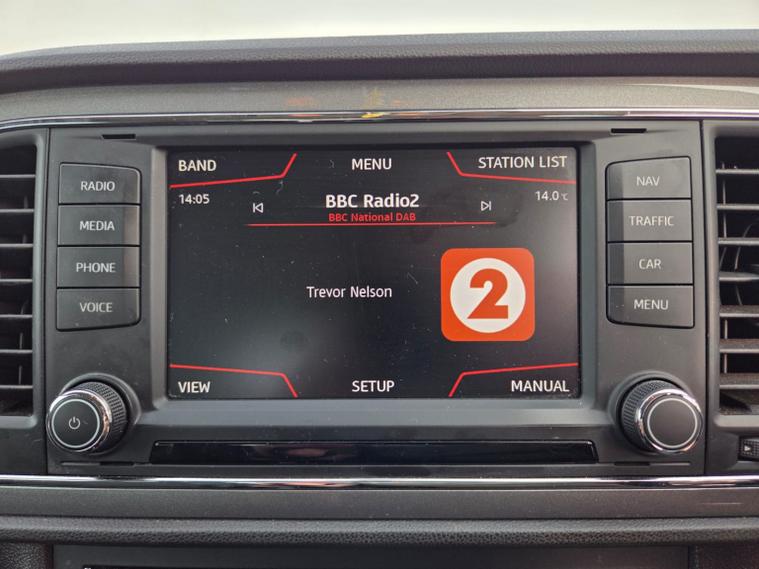 BAND MENU STATION LIST
14:05 BBC Radio2 14.0 °C
BBC National DAB
Trevor Nelson
2
VIEW SETUP MANUAL
RADIO
MEDIA
PHONE
VOICE
NAV
TRAFFIC
CAR
MENU